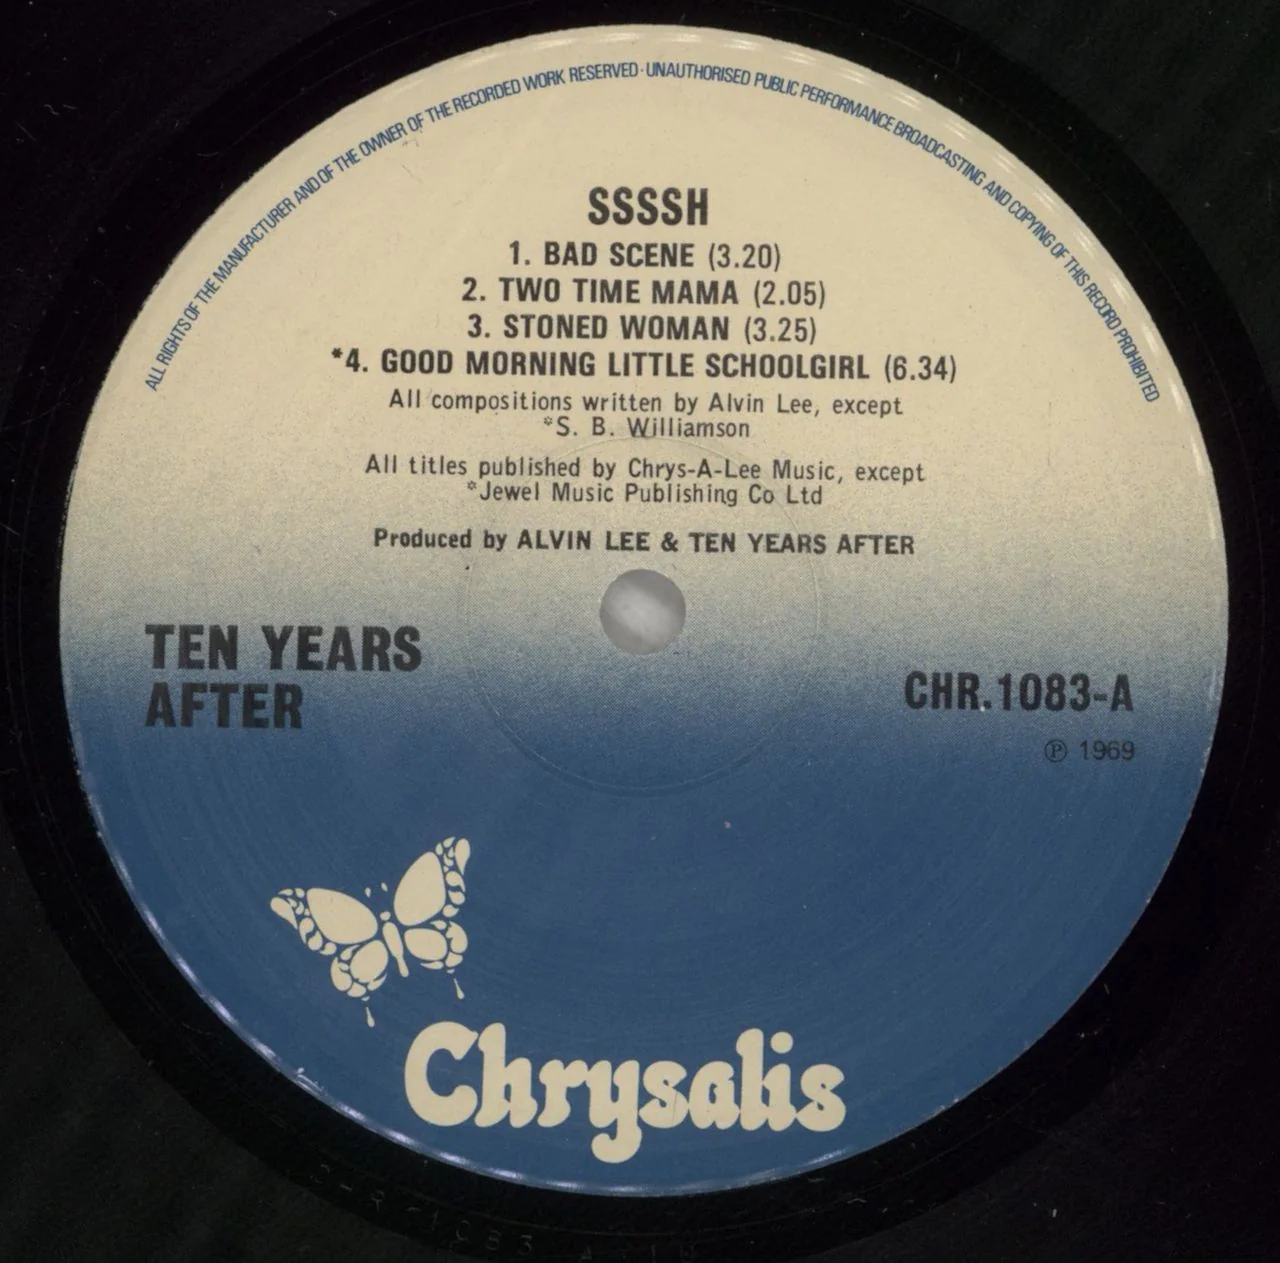 ALL RIGHTS OF THE MANUFACTURER AND OF THE OWNER OF THE RECORDED WORK RESERVED · UNAUTHORISED PUBLIC PERFORMANCE BROADCASTING AND COPYING OF THIS RECORD PROHIBITED
SSSSH
1. BAD SCENE (3.20)
2. TWO TIME MAMA (2.05)
3. STONED WOMAN (3.25)
*4. GOOD MORNING LITTLE SCHOOLGIRL (6.34)
All compositions written by Alvin Lee, except
*S. B. Williamson
All titles published by Chrys-A-Lee Music, except
*Jewel Music Publishing Co Ltd
Produced by ALVIN LEE & TEN YEARS AFTER
TEN YEARS
AFTER
CHR.1083-A
℗ 1969
Chrysalis